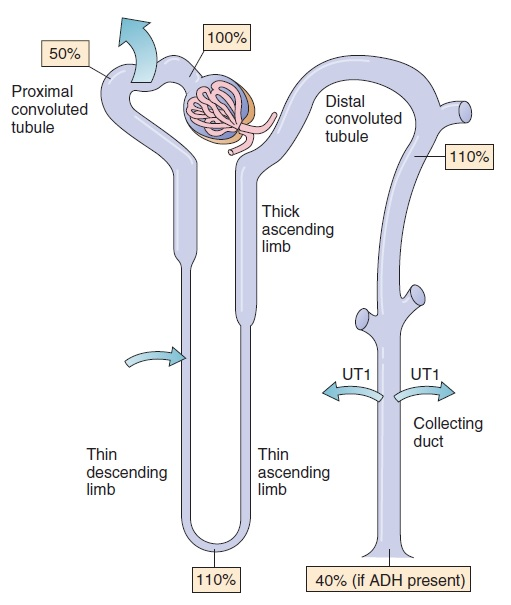 100%
50%
Proximal
convoluted
tubule
Distal
convoluted
tubule
110%
Thick
ascending
limb
UT1
UT1
Collecting
duct
Thin
descending
limb
Thin
ascending
limb
110%
40% (if ADH present)